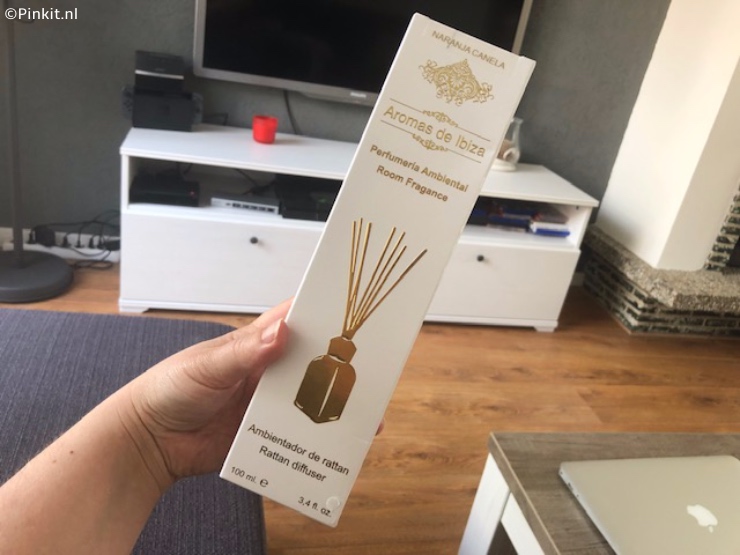 ©Pinkit.nl
NARANJA CANELA
Aromas de Ibiza
Perfumería Ambiental
Room Fragance
Ambientador de rattan
Rattan diffuser
100 ml. ℮
3,4 fl. oz.